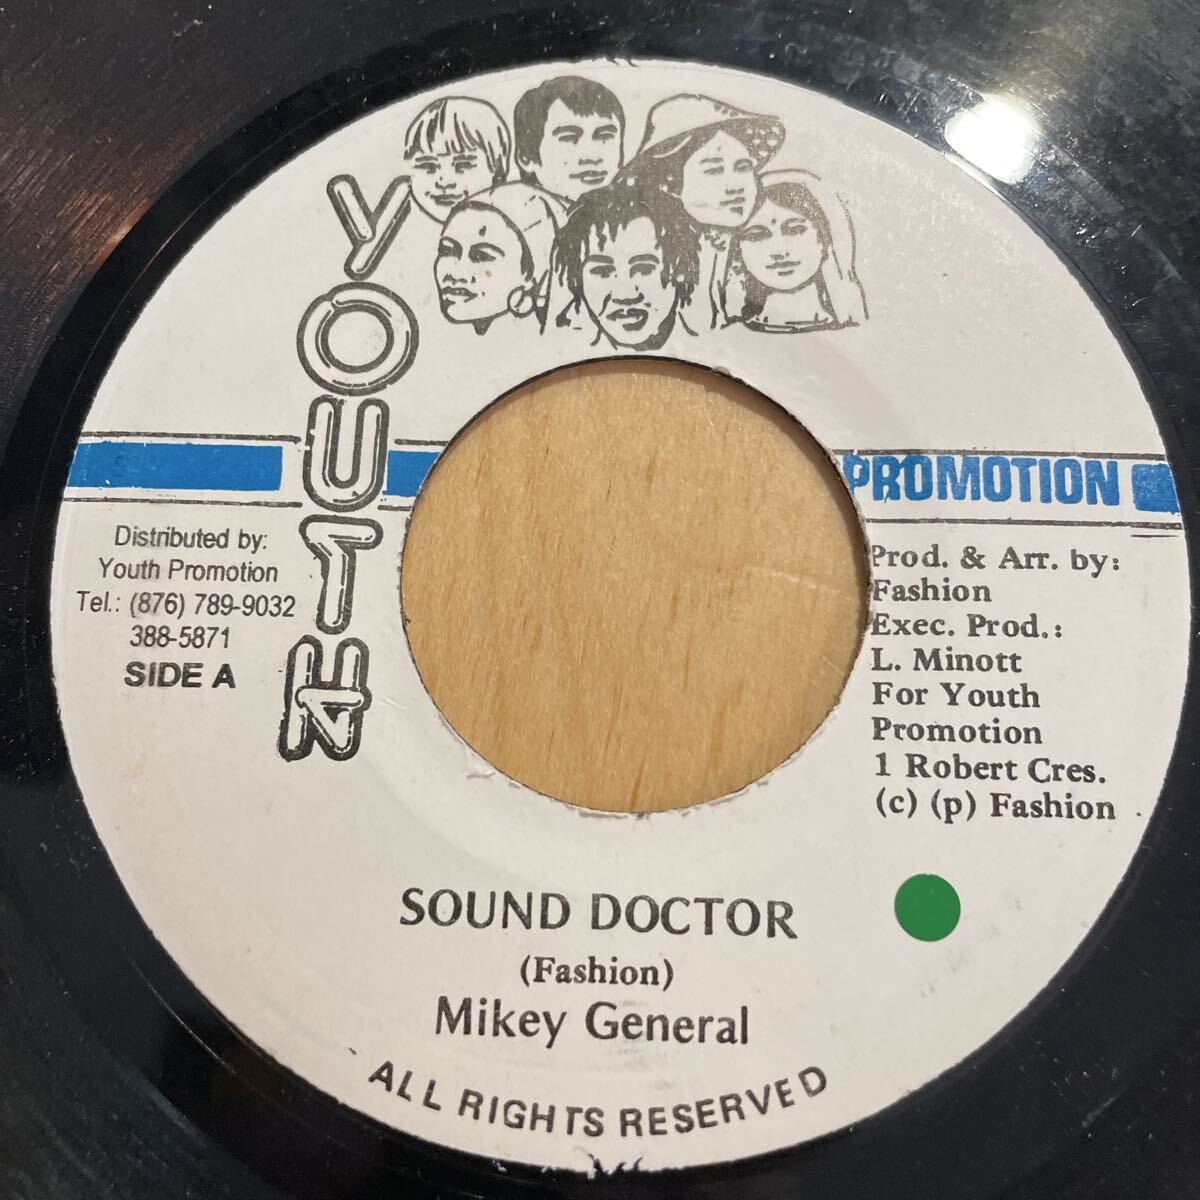 YOUTH
PROMOTION
Distributed by:
Youth Promotion
Tel.: (876) 789-9032
388-5871
SIDE A
Prod. & Arr. by:
Fashion
Exec. Prod.:
L. Minott
For Youth
Promotion
1 Robert Cres.
(c) (p) Fashion
SOUND DOCTOR
(Fashion)
Mikey General
ALL RIGHTS RESERVED